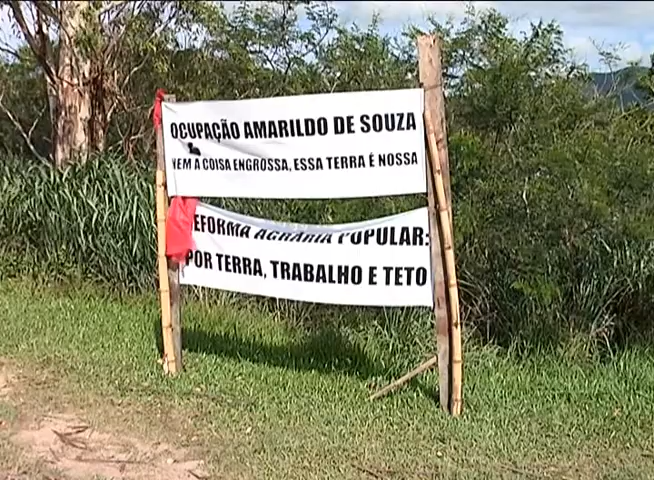 OCUPAÇÃO AMARILDO DE SOUZA
VEM A COISA ENGROSSA, ESSA TERRA É NOSSA
REFORMA AGRÁRIA POPULAR:
POR TERRA, TRABALHO E TETO